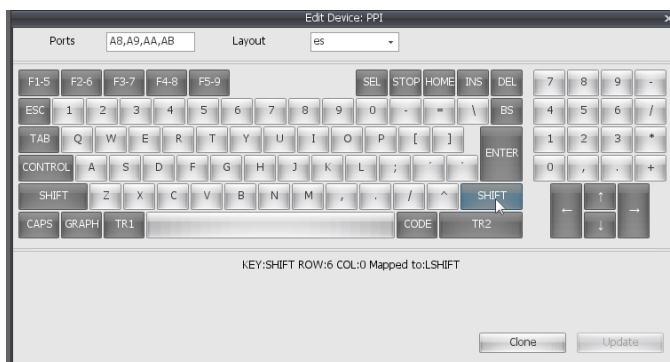 Edit Device: PPI
Ports A8,A9,AA,AB Layout es
F1-5 F2-6 F3-7 F4-8 F5-9 SEL STOP HOME INS DEL 7 8 9 -
ESC 1 2 3 4 5 6 7 8 9 0 - = \ BS 4 5 6 /
TAB Q W E R T Y U I O P [ ] ENTER 1 2 3 *
CONTROL A S D F G H J K L ; ´ ` 0 , . +
SHIFT Z X C V B N M , . / ^ SHIFT ← ↑ →
CAPS GRAPH TR1 CODE TR2 ↓
KEY:SHIFT ROW:6 COL:0 Mapped to:LSHIFT
Clone Update